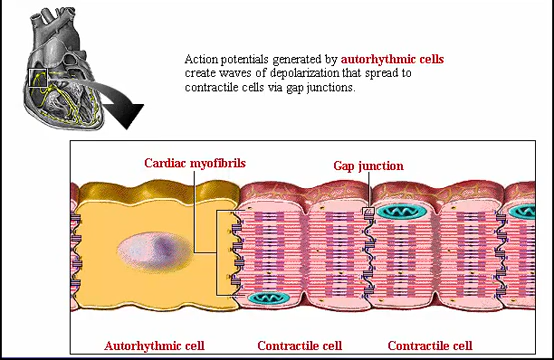 Action potentials generated by autorhythmic cells
create waves of depolarization that spread to
contractile cells via gap junctions.
Cardiac myofibrils
Gap junction
Autorhythmic cell
Contractile cell
Contractile cell